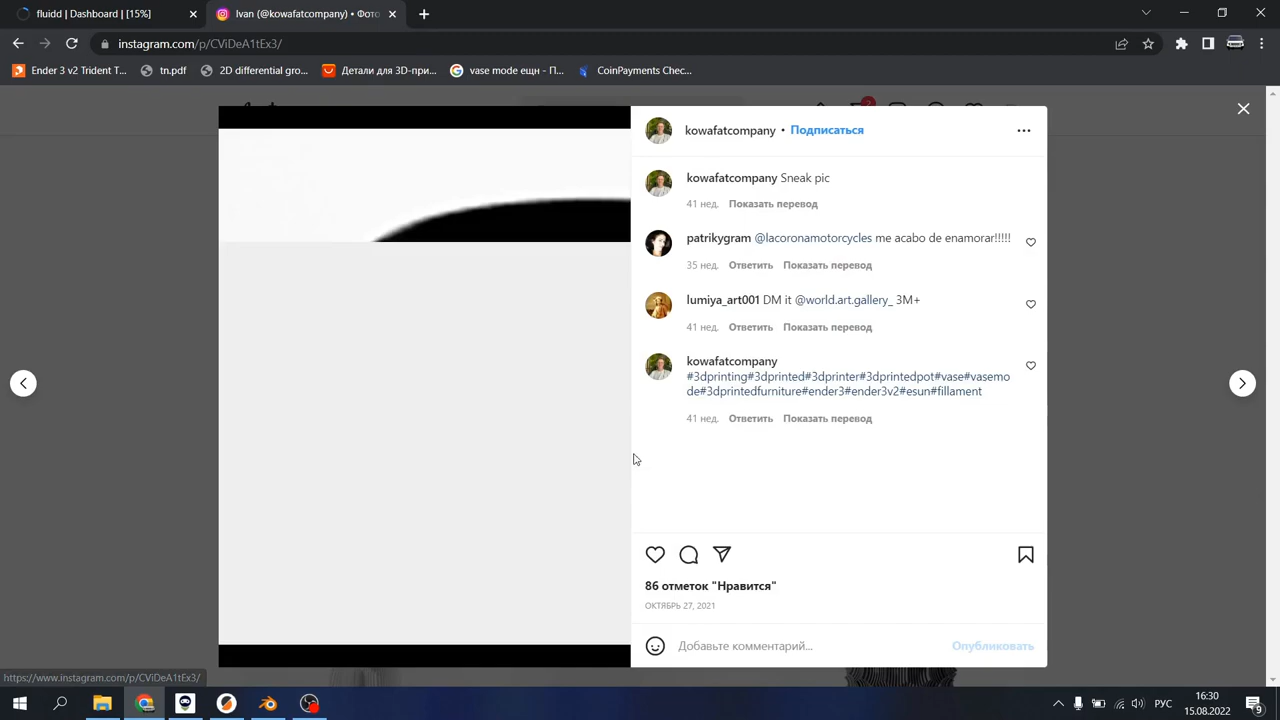 Dashboard | [15%]
Ivan (@kowafatcompany) • Фото
instagram.com/p/CViDeA1tEx3/
Ender 3 v2 Trident T...
tn.pdf
2D differential gro...
Детали для 3D-при...
vase mode ещн - П...
CoinPayments Chec...
kowafatcompany • Подписаться
kowafatcompany Sneak pic
41 нед. Показать перевод
patrikygram @lacoronamotorcycles me acabo de enamorar!!!!!
35 нед. Ответить Показать перевод
lumiya_art001 DM it @world.art.gallery_ 3M+
41 нед. Ответить Показать перевод
kowafatcompany
#3dprinting#3dprinted#3dprinter#3dprintedpot#vase#vasemo
de#3dprintedfurniture#ender3#ender3v2#esun#fillament
41 нед. Ответить Показать перевод
86 отметок "Нравится"
ОКТЯБРЬ 27, 2021
Добавьте комментарий... Опубликовать
https://www.instagram.com/p/CViDeA1tEx3/
РУС
16:30
15.08.2022
9